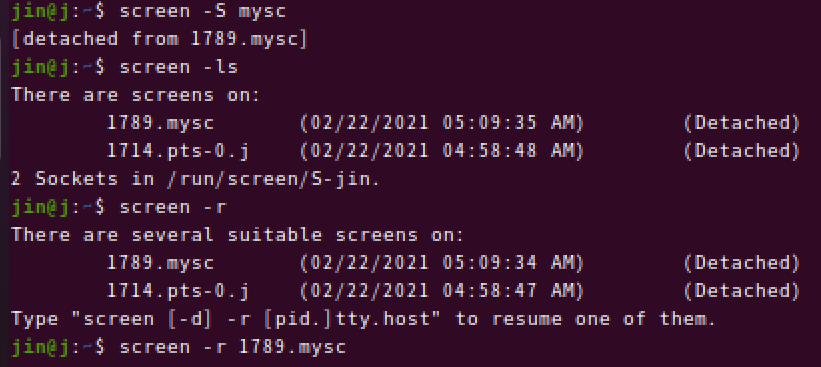 jin@j:~$ screen -S mysc
[detached from 1789.mysc]
jin@j:~$ screen -ls
There are screens on:
        1789.mysc       (02/22/2021 05:09:35 AM)        (Detached)
        1714.pts-0.j    (02/22/2021 04:58:48 AM)        (Detached)
2 Sockets in /run/screen/S-jin.
jin@j:~$ screen -r
There are several suitable screens on:
        1789.mysc       (02/22/2021 05:09:34 AM)        (Detached)
        1714.pts-0.j    (02/22/2021 04:58:47 AM)        (Detached)
Type "screen [-d] -r [pid.]tty.host" to resume one of them.
jin@j:~$ screen -r 1789.mysc